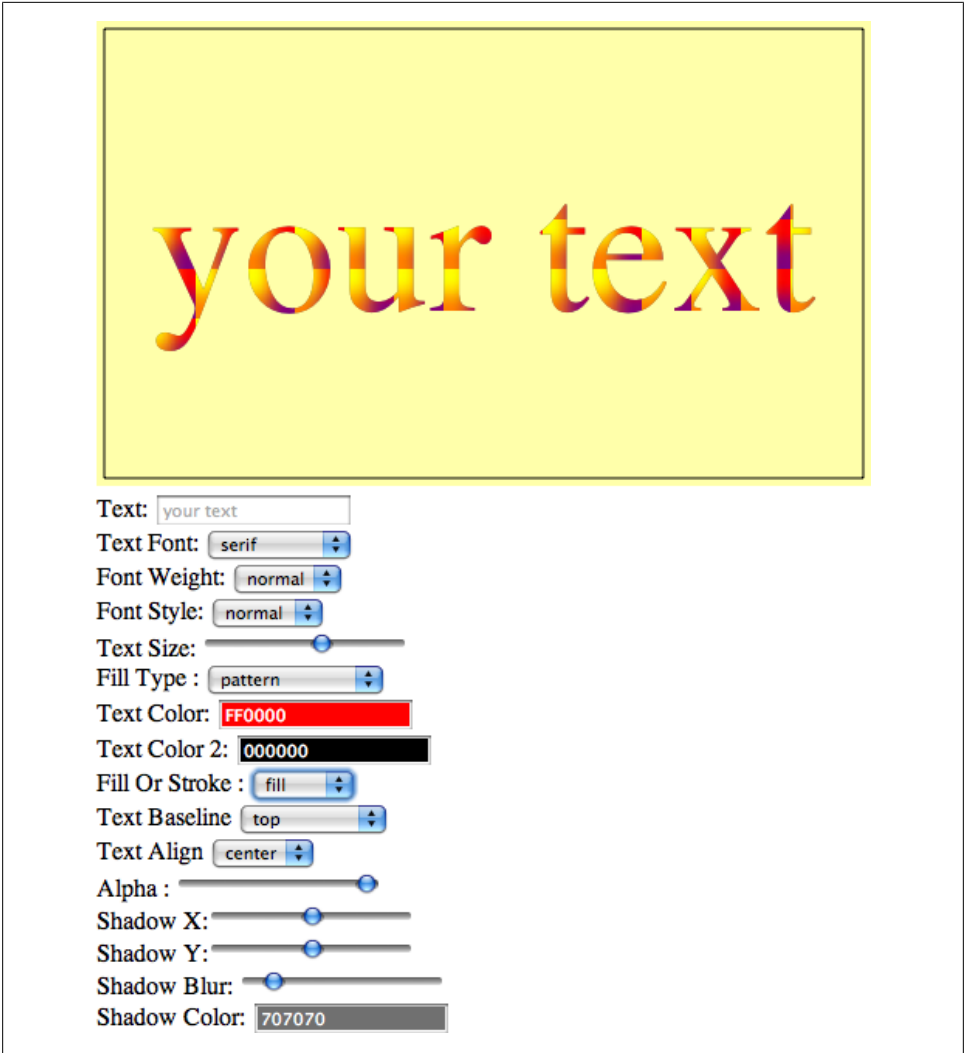 your text
Text: your text
Text Font: serif
Font Weight: normal
Font Style: normal
Text Size:
Fill Type : pattern
Text Color: FF0000
Text Color 2: 000000
Fill Or Stroke : fill
Text Baseline top
Text Align center
Alpha :
Shadow X:
Shadow Y:
Shadow Blur:
Shadow Color: 707070